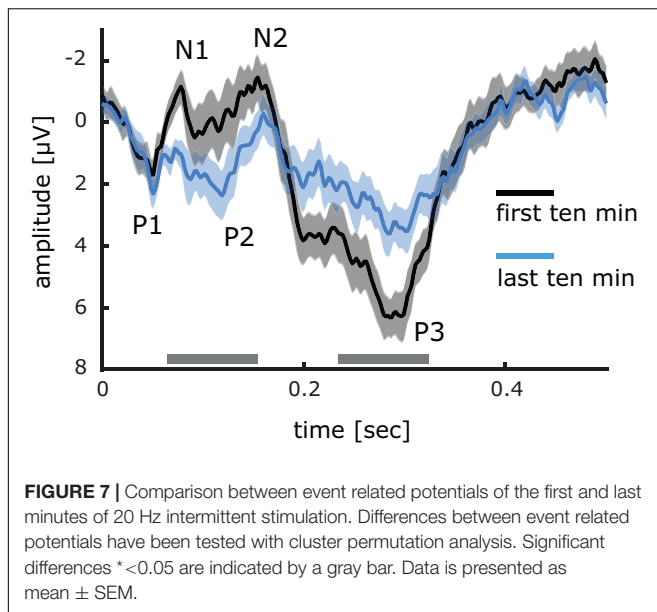 -2
0
2
4
6
8
amplitude [µV]
N1
N2
P1
P2
P3
first ten min
last ten min
0
0.2
0.4
time [sec]
FIGURE 7 | Comparison between event related potentials of the first and last
minutes of 20 Hz intermittent stimulation. Differences between event related
potentials have been tested with cluster permutation analysis. Significant
differences *<0.05 are indicated by a gray bar. Data is presented as
mean ± SEM.